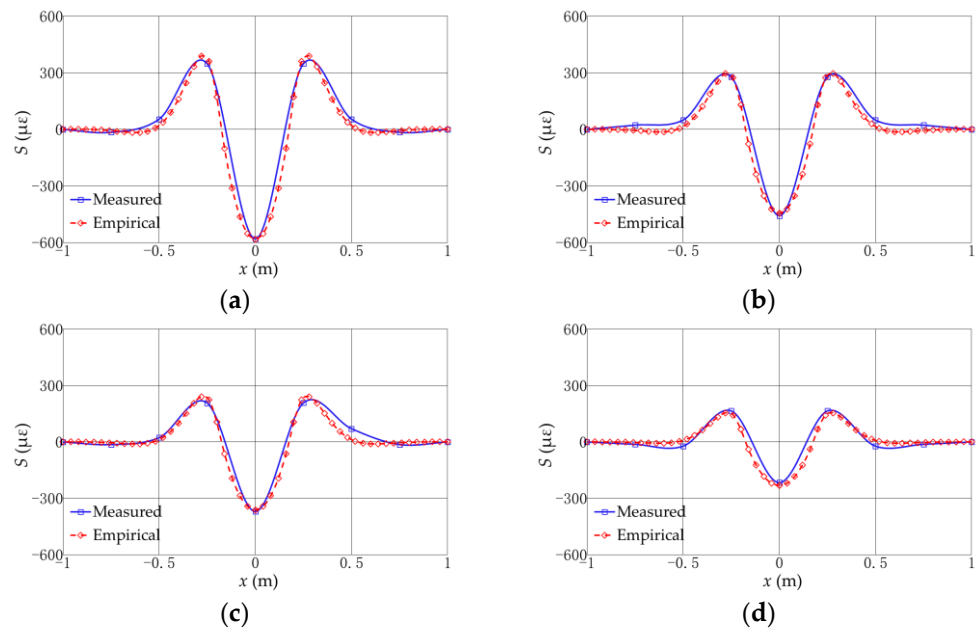 600
300
0
−300
−600
S (με)
Measured
Empirical
−1
−0.5
0
0.5
1
x (m)
(a)
600
300
0
−300
−600
S (με)
Measured
Empirical
−1
−0.5
0
0.5
1
x (m)
(b)
600
300
0
−300
−600
S (με)
Measured
Empirical
−1
−0.5
0
0.5
1
x (m)
(c)
600
300
0
−300
−600
S (με)
Measured
Empirical
−1
−0.5
0
0.5
1
x (m)
(d)